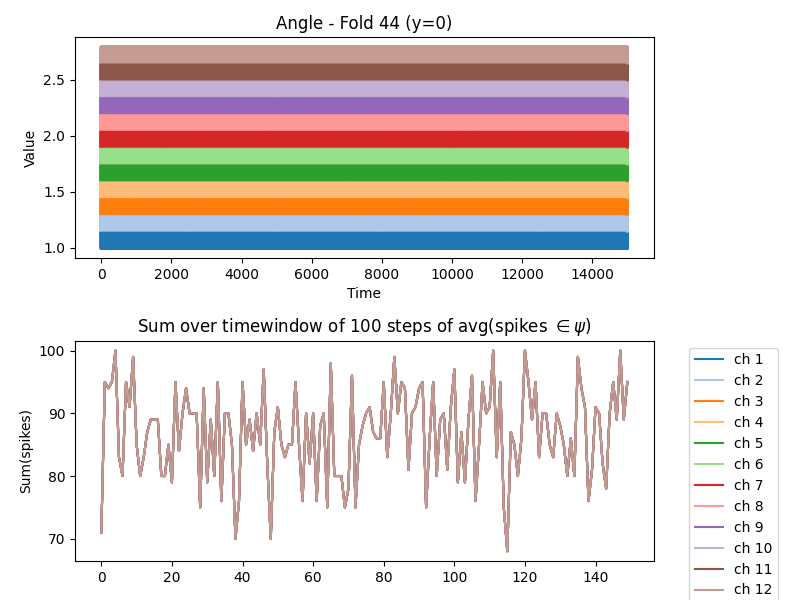 Angle - Fold 44 (y=0)
Value
2.5
2.0
1.5
1.0
0 2000 4000 6000 8000 10000 12000 14000
Time
Sum over timewindow of 100 steps of avg(spikes ∈ψ)
Sum(spikes)
100
90
80
70
0 20 40 60 80 100 120 140
ch 1
ch 2
ch 3
ch 4
ch 5
ch 6
ch 7
ch 8
ch 9
ch 10
ch 11
ch 12